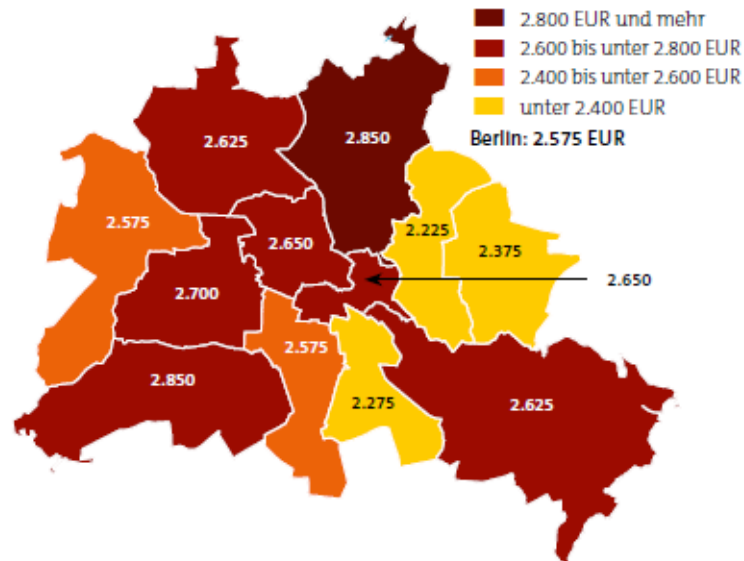 2.800 EUR und mehr
2.600 bis unter 2.800 EUR
2.400 bis unter 2.600 EUR
unter 2.400 EUR
Berlin: 2.575 EUR
2.625
2.850
2.575
2.650
2.225
2.375
2.700
2.650
2.850
2.575
2.275
2.625